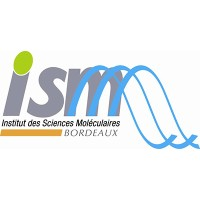 ism
Institut des Sciences Moléculaires
BORDEAUX